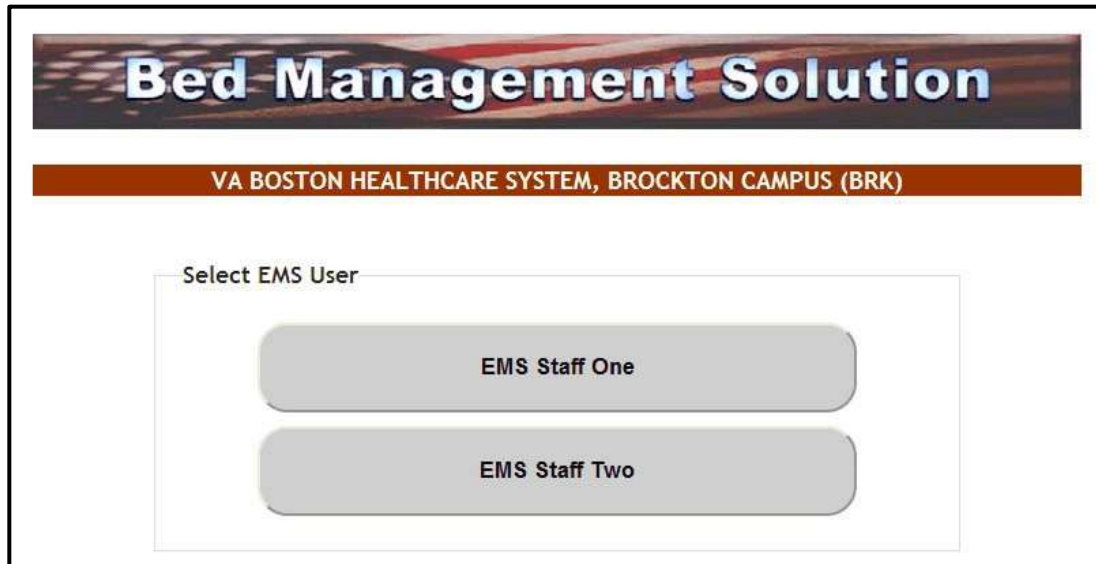 Bed Management Solution
VA BOSTON HEALTHCARE SYSTEM, BROCKTON CAMPUS (BRK)
Select EMS User
EMS Staff One
EMS Staff Two